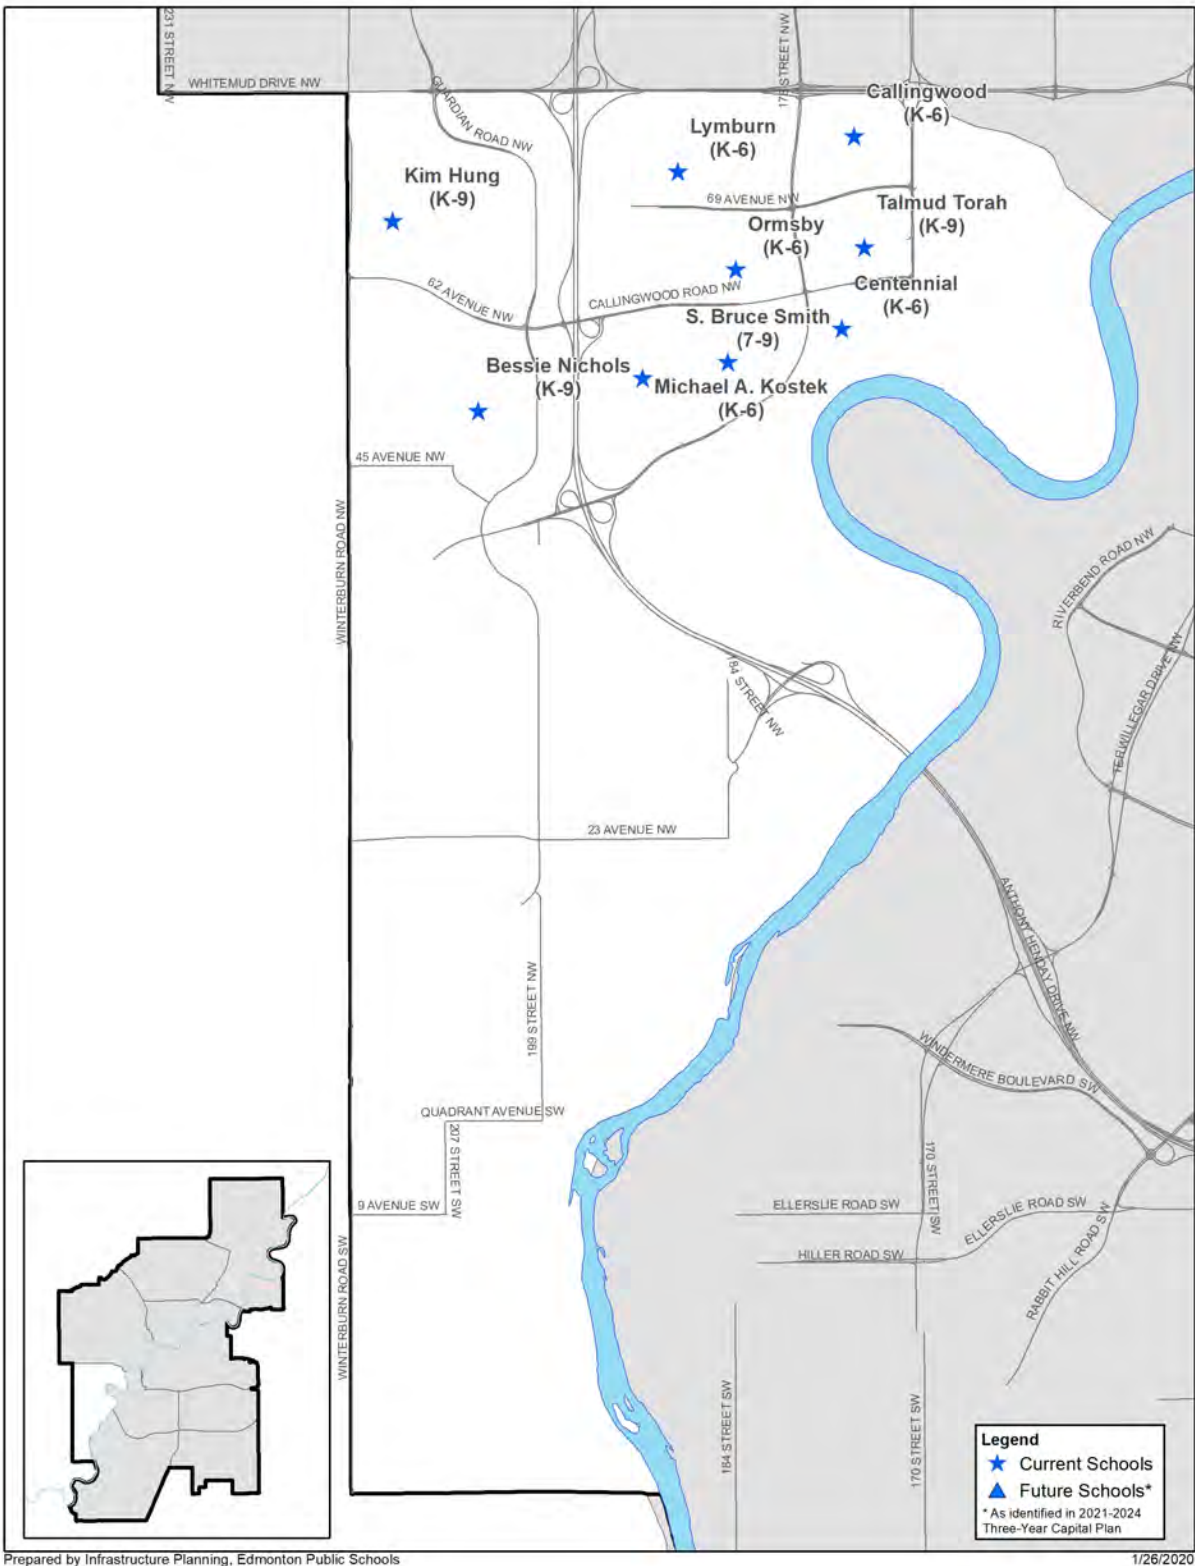 231 STREET NW
WHITEMUD DRIVE NW
GUARDIAN ROAD NW
178 STREET NW
Callingwood
(K-6)
Lymburn
(K-6)
Kim Hung
(K-9)
69 AVENUE NW
Talmud Torah
(K-9)
Ormsby
(K-6)
62 AVENUE NW
CALLINGWOOD ROAD NW
Centennial
(K-6)
S. Bruce Smith
(7-9)
Bessie Nichols
(K-9)
Michael A. Kostek
(K-6)
45 AVENUE NW
WINTERBURN ROAD NW
RIVERBEND ROAD NW
TERWILLEGAR DRIVE NW
184 STREET NW
23 AVENUE NW
ANTHONY HENDAY DRIVE NW
199 STREET NW
WINDERMERE BOULEVARD SW
QUADRANT AVENUE SW
207 STREET SW
170 STREET SW
9 AVENUE SW
ELLERSLIE ROAD SW
ELLERSLIE ROAD SW
HILLER ROAD SW
RABBIT HILL ROAD SW
WINTERBURN ROAD SW
184 STREET SW
170 STREET SW
Legend
Current Schools
Future Schools*
* As identified in 2021-2024
Three-Year Capital Plan
Prepared by Infrastructure Planning, Edmonton Public Schools
1/26/2020